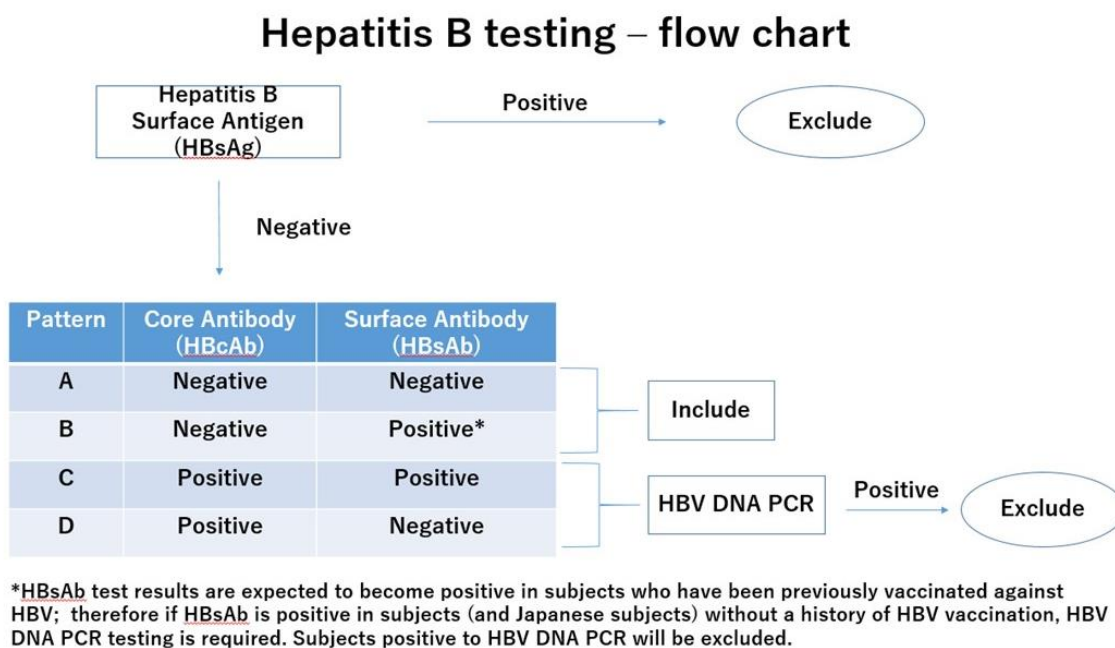 Hepatitis B testing – flow chart
Hepatitis B
Surface Antigen
(HBsAg)
Positive
Exclude
Negative
Pattern Core Antibody (HBcAb) Surface Antibody (HBsAb)
A Negative Negative
B Negative Positive*
Include
C Positive Positive
D Positive Negative
HBV DNA PCR
Positive
Exclude
*HBsAb test results are expected to become positive in subjects who have been previously vaccinated against
HBV; therefore if HBsAb is positive in subjects (and Japanese subjects) without a history of HBV vaccination, HBV
DNA PCR testing is required. Subjects positive to HBV DNA PCR will be excluded.